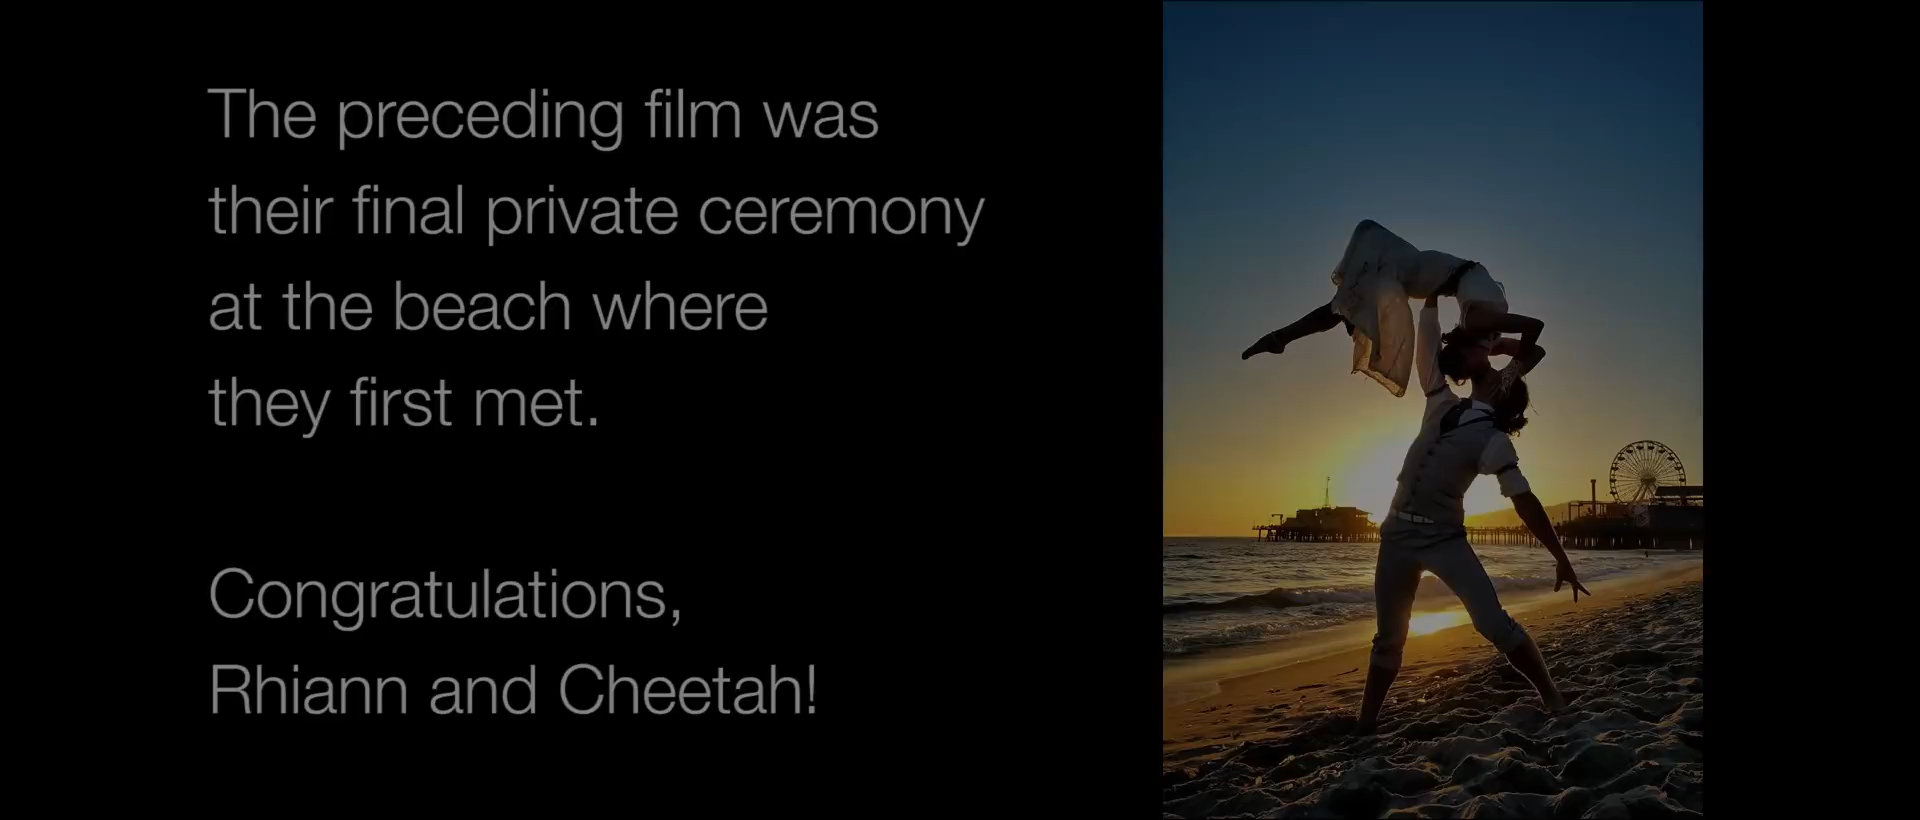 The preceding film was
their final private ceremony
at the beach where
they first met.
Congratulations,
Rhiann and Cheetah!